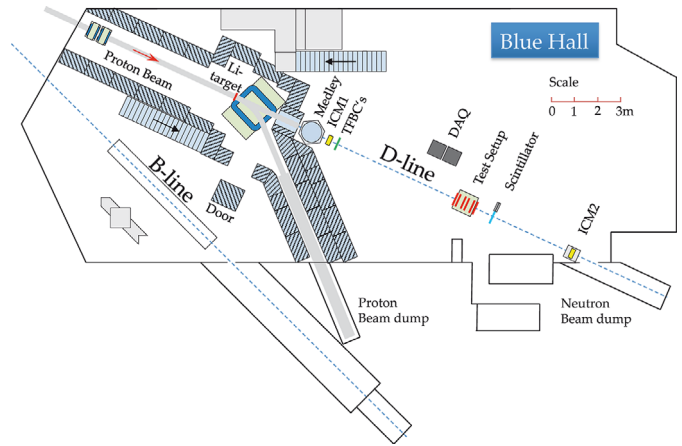 Blue Hall
Proton Beam
Li-
target
Medley
ICM1
TFBC's
Scale
0 1 2 3m
DAQ
D-line
Test Setup
Scintillator
B-line
Door
ICM2
Proton
Beam dump
Neutron
Beam dump